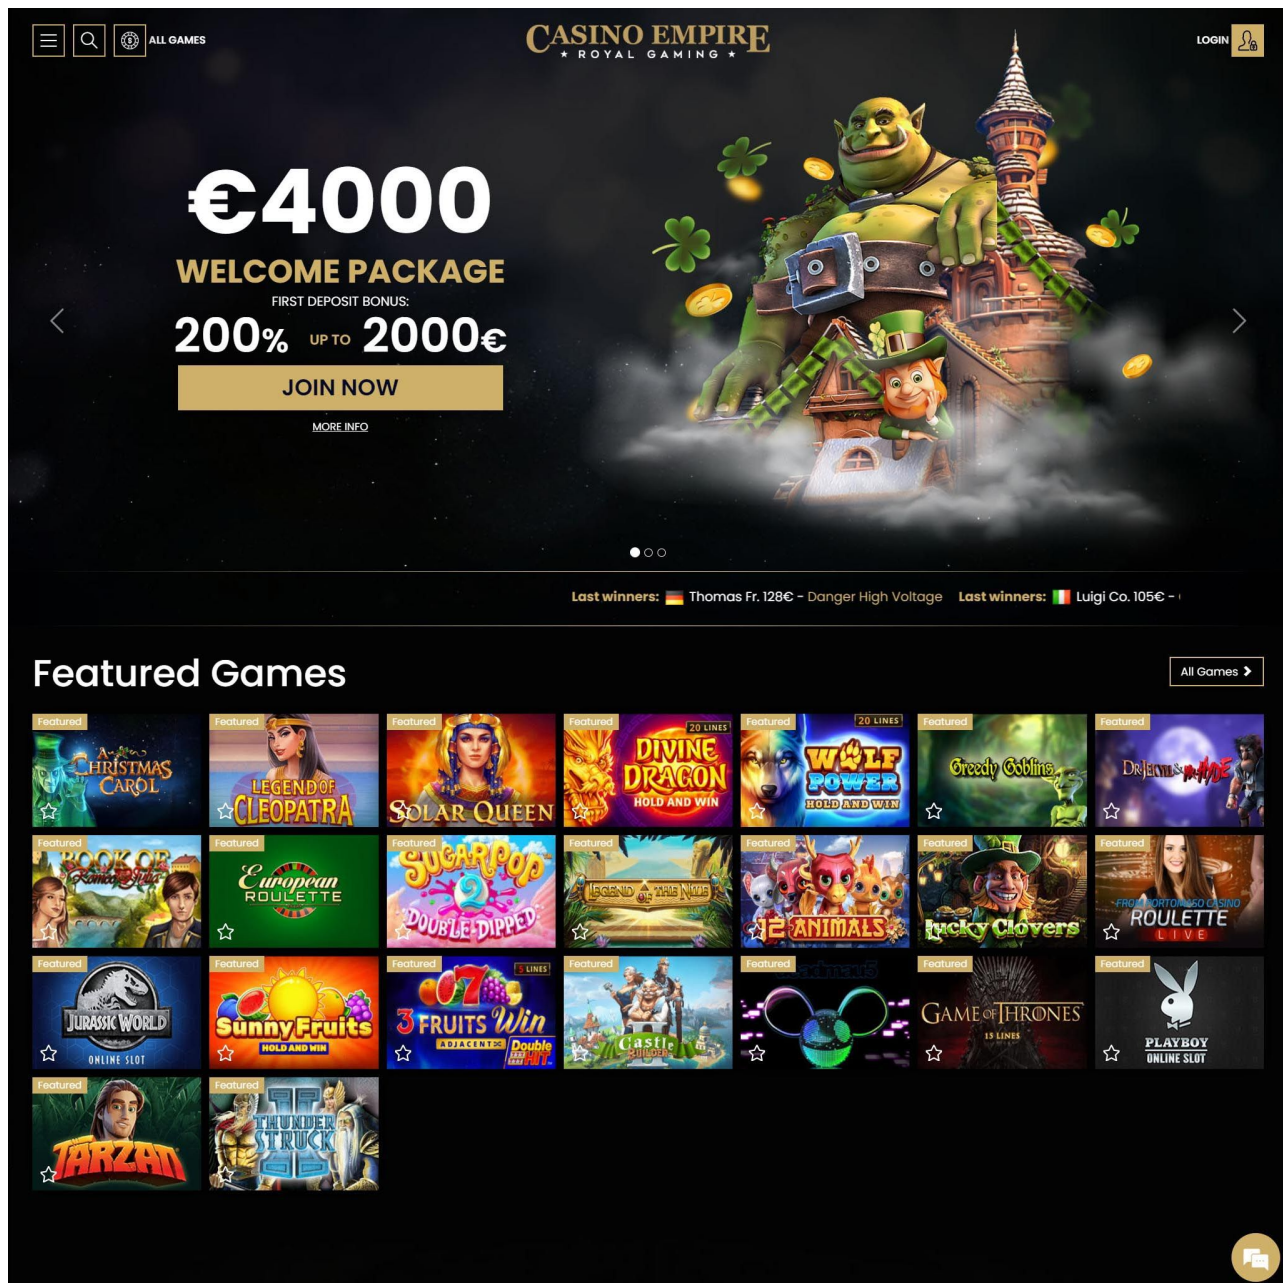 ALL GAMES
CASINO EMPIRE
★ ROYAL GAMING ★
LOGIN
€4000
WELCOME PACKAGE
FIRST DEPOSIT BONUS:
200% UP TO 2000€
JOIN NOW
MORE INFO
Last winners: Thomas Fr. 128€ - Danger High Voltage Last winners: Luigi Co. 105€ -
Featured Games
All Games
Featured
A CHRISTMAS CAROL
Featured
LEGEND OF CLEOPATRA
Featured
SOLAR QUEEN
Featured
20 LINES
DIVINE DRAGON
HOLD AND WIN
Featured
20 LINES
WOLF POWER
HOLD AND WIN
Featured
Greedy Goblins
Featured
DR. JEKYLL & MR. HYDE
Featured
BOOK OF
Romeo & Julia
Featured
European
ROULETTE
Featured
SUGARPOP
2
DOUBLE DIPPED
Featured
LEGEND OF THE NILE
Featured
12 ANIMALS
Featured
Lucky Clovers
Featured
FROM PORTOMASO CASINO
ROULETTE
LIVE
Featured
JURASSIC WORLD
ONLINE SLOT
Featured
Sunny Fruits
HOLD AND WIN
Featured
5 LINES
3 FRUITS Win
ADJACENT
Double HIT
Featured
Castle
BUILDER
Featured
deadmau5
Featured
GAME OF THRONES
15 LINES
Featured
PLAYBOY
ONLINE SLOT
Featured
TARZAN
Featured
THUNDER
STRUCK
II